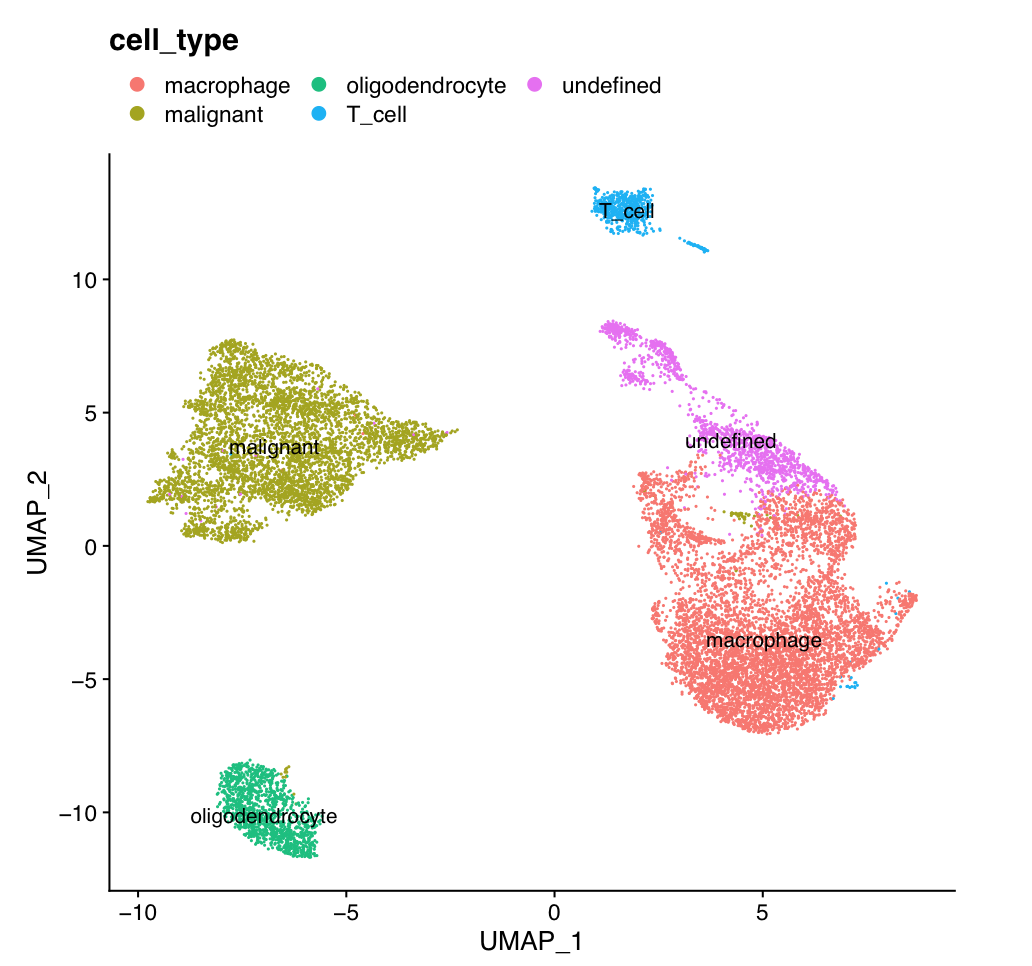 cell_type
macrophage oligodendrocyte undefined
malignant T_cell
T_cell
10
5
malignant
undefined
UMAP_2
0
macrophage
−5
−10
oligodendrocyte
−10 −5 0 5
UMAP_1